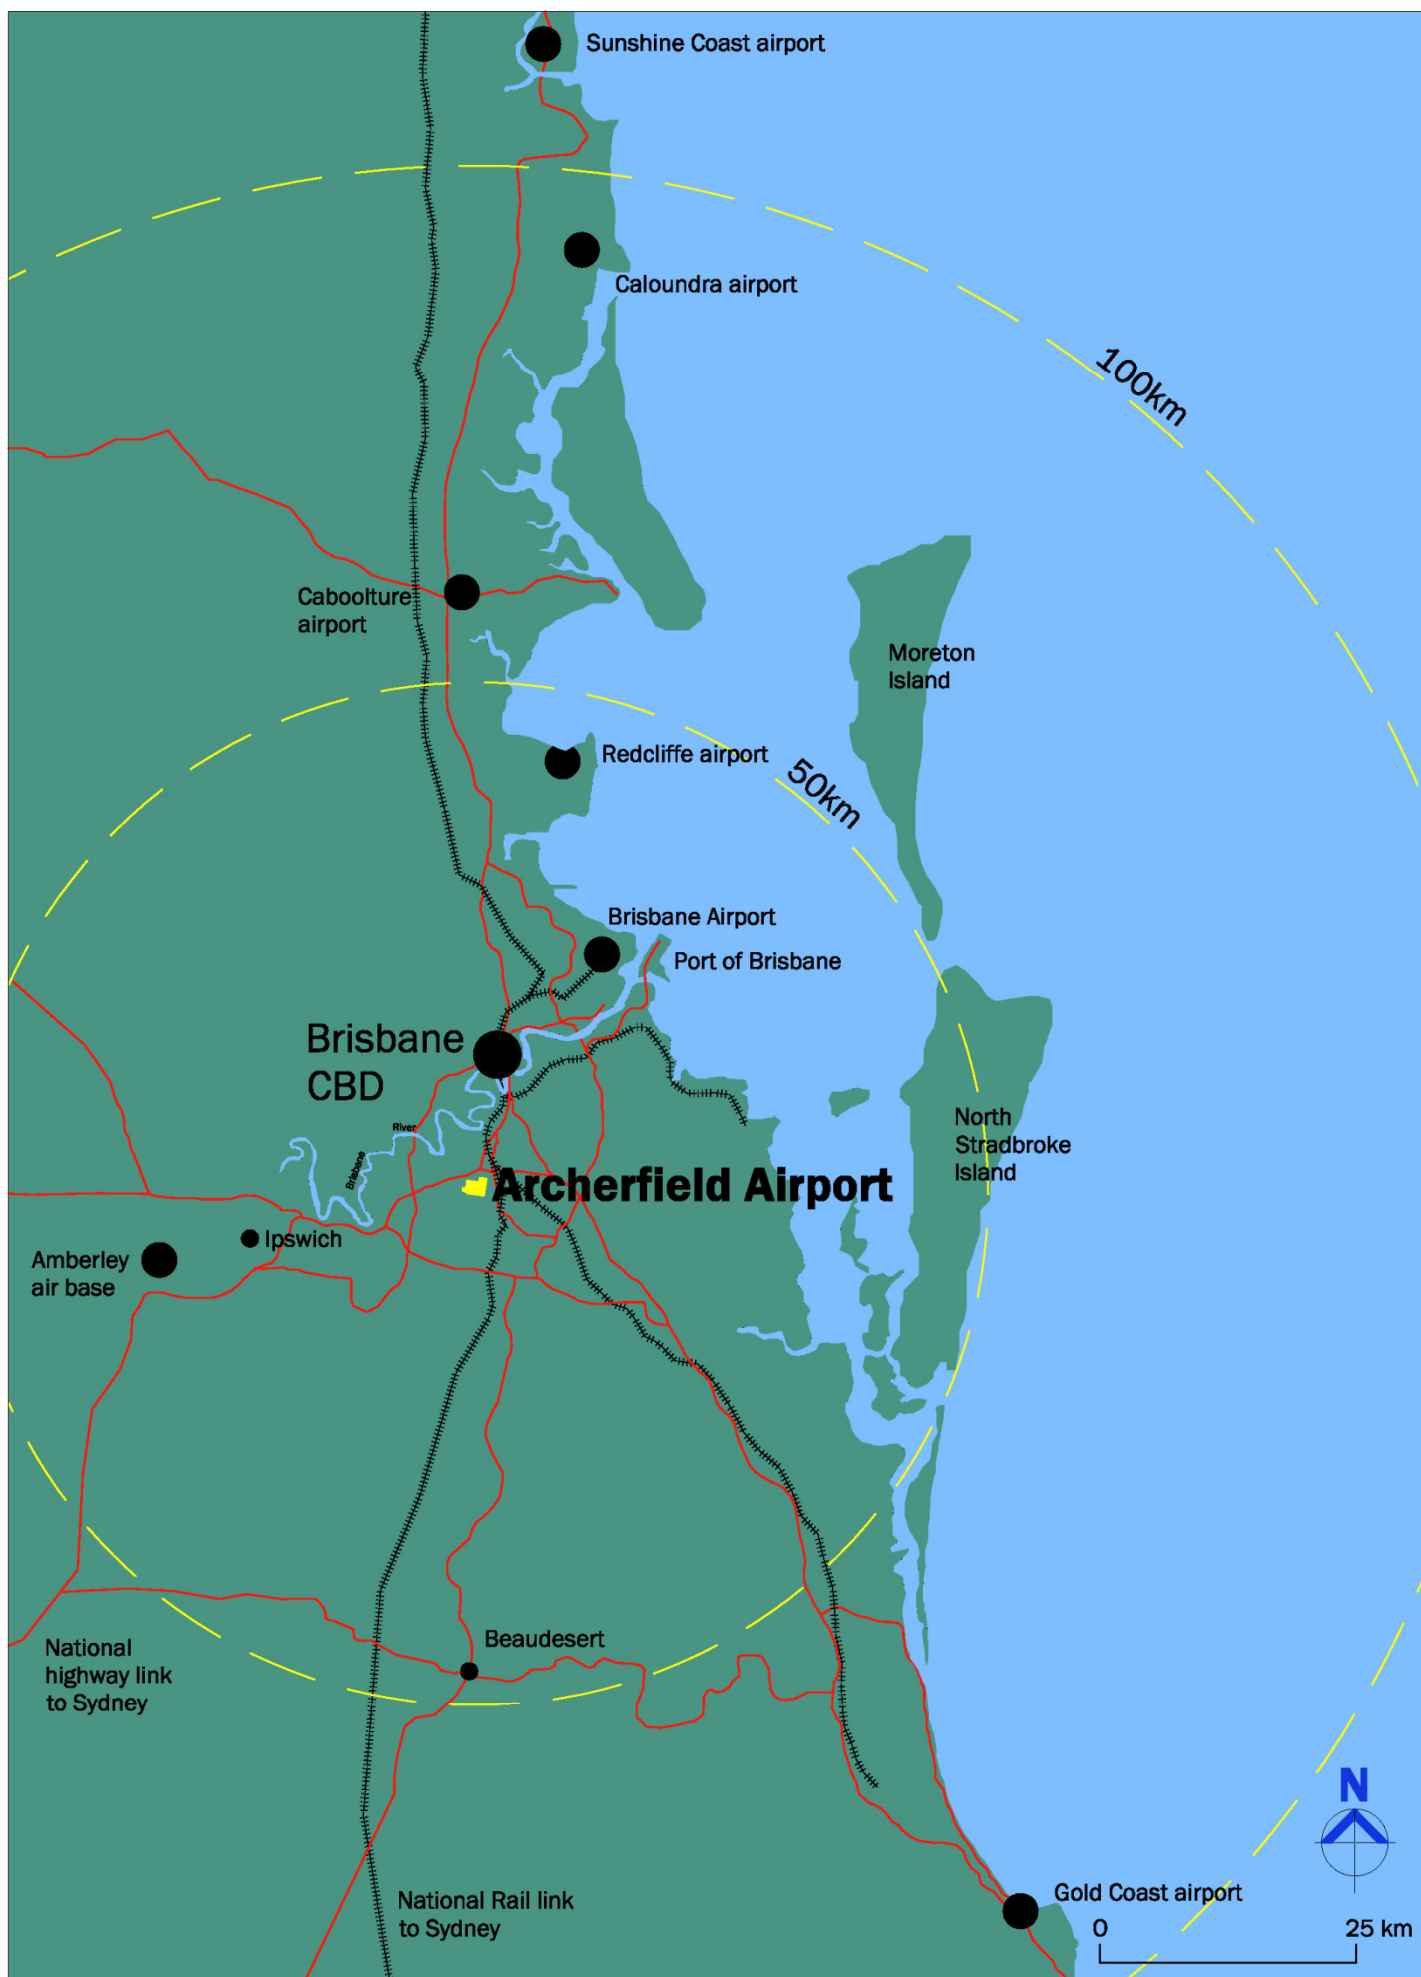 Sunshine Coast airport
Caloundra airport
100km
Caboolture
airport
Moreton
Island
Redcliffe airport
50km
Brisbane Airport
Port of Brisbane
Brisbane
CBD
River
Brisbane
North
Stradbroke
Island
Archerfield Airport
Ipswich
Amberley
air base
Beaudesert
National
highway link
to Sydney
N
National Rail link
to Sydney
Gold Coast airport
0
25 km